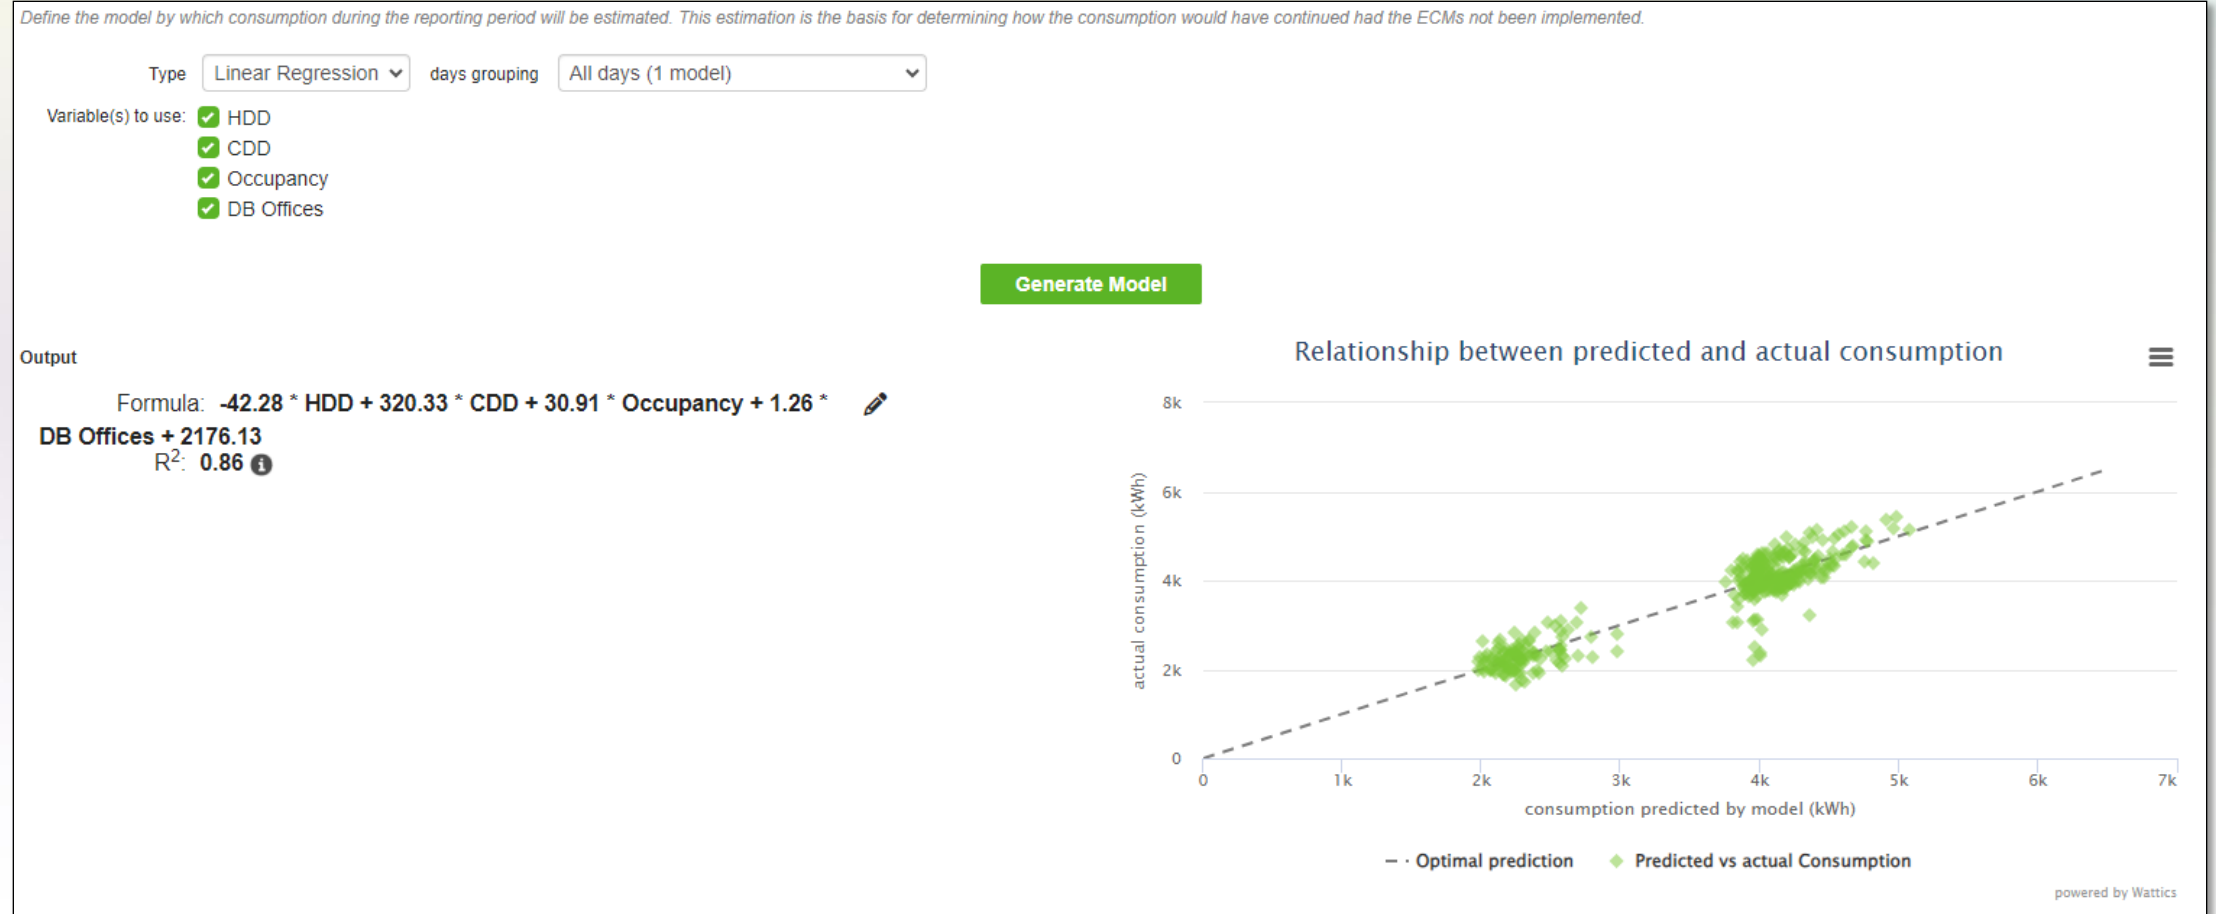 Define the model by which consumption during the reporting period will be estimated. This estimation is the basis for determining how the consumption would have continued had the ECMs not been implemented.
Type Linear Regression days grouping All days (1 model)
Variable(s) to use: HDD
CDD
Occupancy
DB Offices
Generate Model
Output
Formula: -42.28 * HDD + 320.33 * CDD + 30.91 * Occupancy + 1.26 *
DB Offices + 2176.13
R²: 0.86
Relationship between predicted and actual consumption
actual consumption (kWh)
8k
6k
4k
2k
0
0 1k 2k 3k 4k 5k 6k 7k
consumption predicted by model (kWh)
Optimal prediction Predicted vs actual Consumption
powered by Wattics